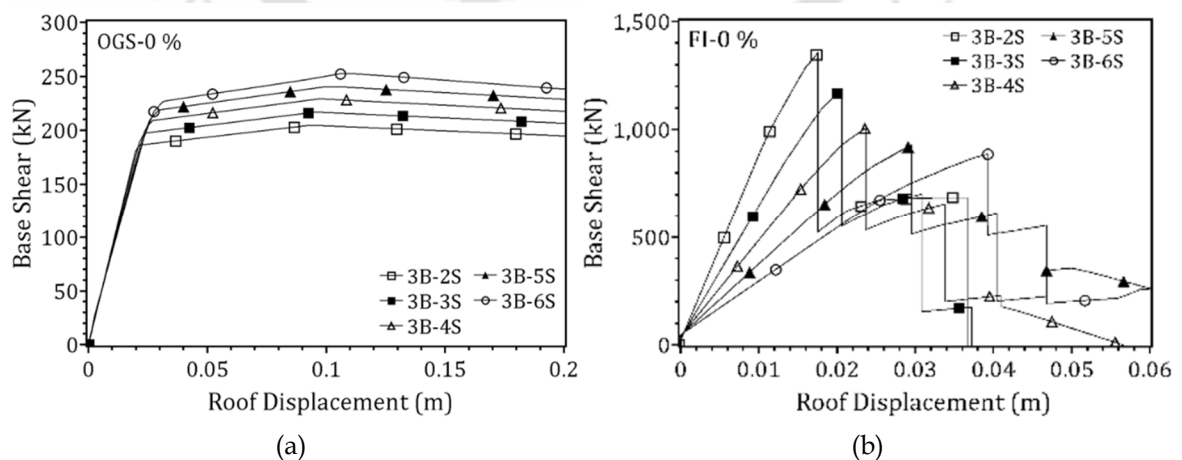 300
250
200
150
100
50
0
Base Shear (kN)
OGS-0 %
3B-2S 3B-5S
3B-3S 3B-6S
3B-4S
0 0.05 0.1 0.15 0.2
Roof Displacement (m)
(a)
1,500
1,000
500
0
Base Shear (kN)
FI-0 %
3B-2S 3B-5S
3B-3S 3B-6S
3B-4S
0 0.01 0.02 0.03 0.04 0.05 0.06
Roof Displacement (m)
(b)